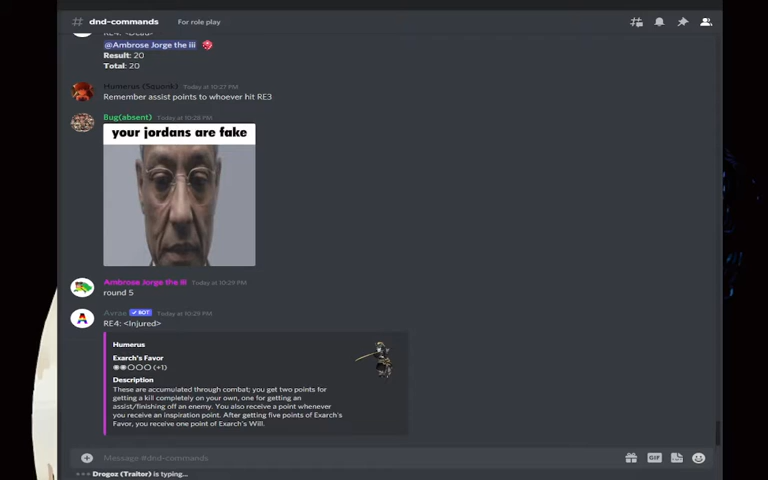 dnd-commands For role play
RE4: <Dead>
@Ambrose Jorge the iii
Result: 20
Total: 20
Humerus (Squonk) Today at 10:27 PM
Remember assist points to whoever hit RE3
Bug(absent) Today at 10:28 PM
your jordans are fake
Ambrose Jorge the iii Today at 10:29 PM
round 5
Avrae BOT Today at 10:29 PM
RE4: <Injured>
Humerus
Exarch's Favor
◉◉〇〇〇 (+1)
Description
These are accumulated through combat; you get two points for
getting a kill completely on your own, one for getting an
assist/finishing off an enemy. You also receive a point whenever
you receive an inspiration point. After getting five points of Exarch's
Favor, you receive one point of Exarch's Will.
Message #dnd-commands
GIF
Drogoz (Traitor) is typing...